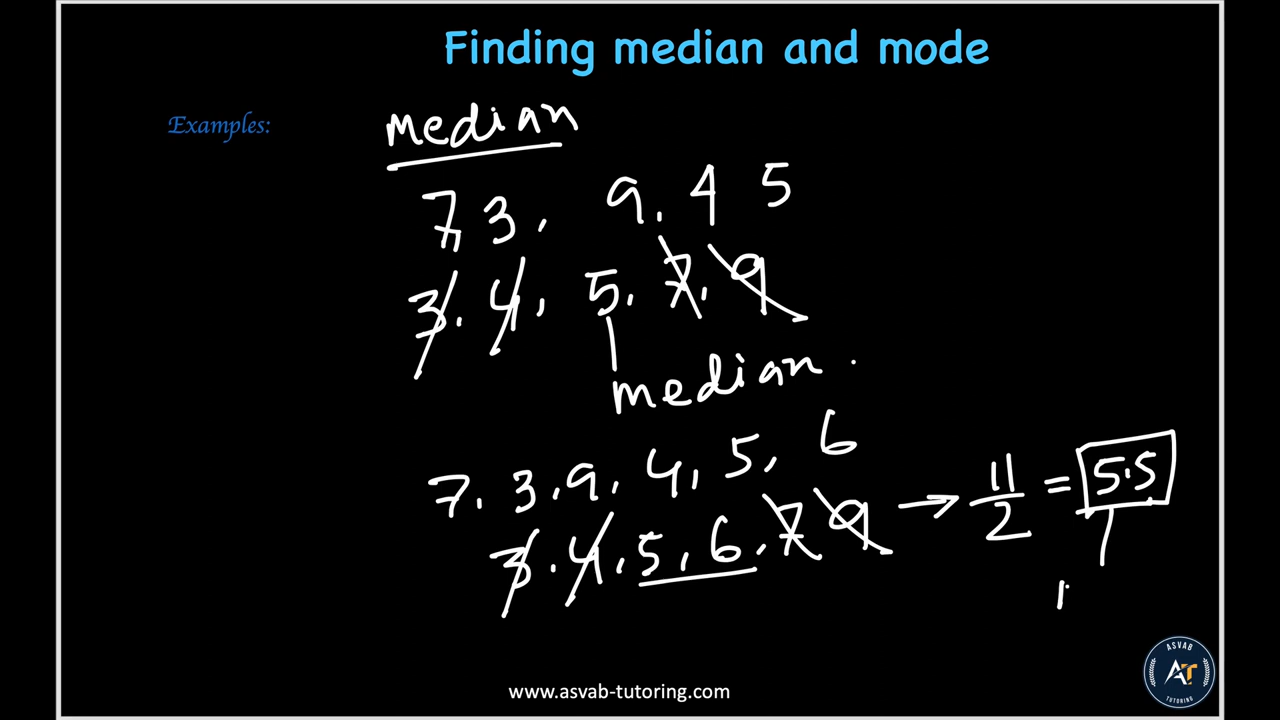 Finding median and mode
Examples:
median
7, 3, 9, 4 5
3, 4, 5, 7, 9
median
7, 3, 9, 4, 5, 6
3, 4, 5, 6, 7 9 → 11/2 = 5.5
ASVAB
AT
TUTORING
www.asvab-tutoring.com